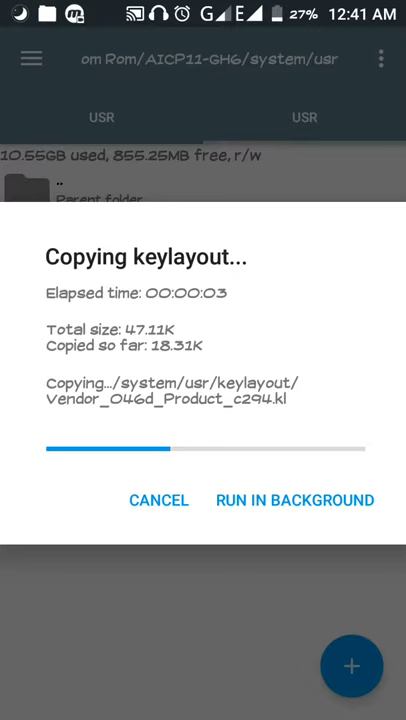 G E 27% 12:41 AM
om Rom/AICP11-GH6/system/usr
USR USR
10.55GB used, 855.25MB free, r/w
..
Parent folder
Copying keylayout...
Elapsed time: 00:00:03
Total size: 47.11K
Copied so far: 18.31K
Copying.../system/usr/keylayout/
Vendor_046d_Product_c294.kl
CANCEL RUN IN BACKGROUND